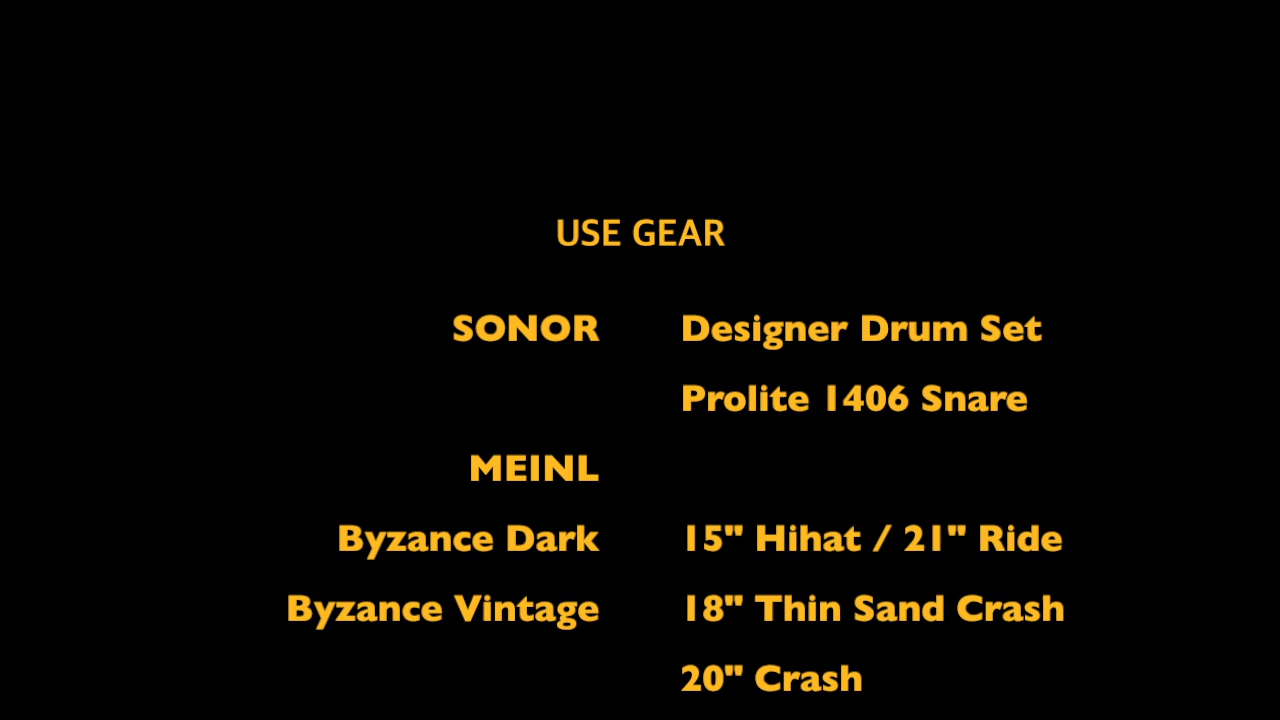 USE GEAR
SONOR Designer Drum Set
Prolite 1406 Snare
MEINL
Byzance Dark 15" Hihat / 21" Ride
Byzance Vintage 18" Thin Sand Crash
20" Crash